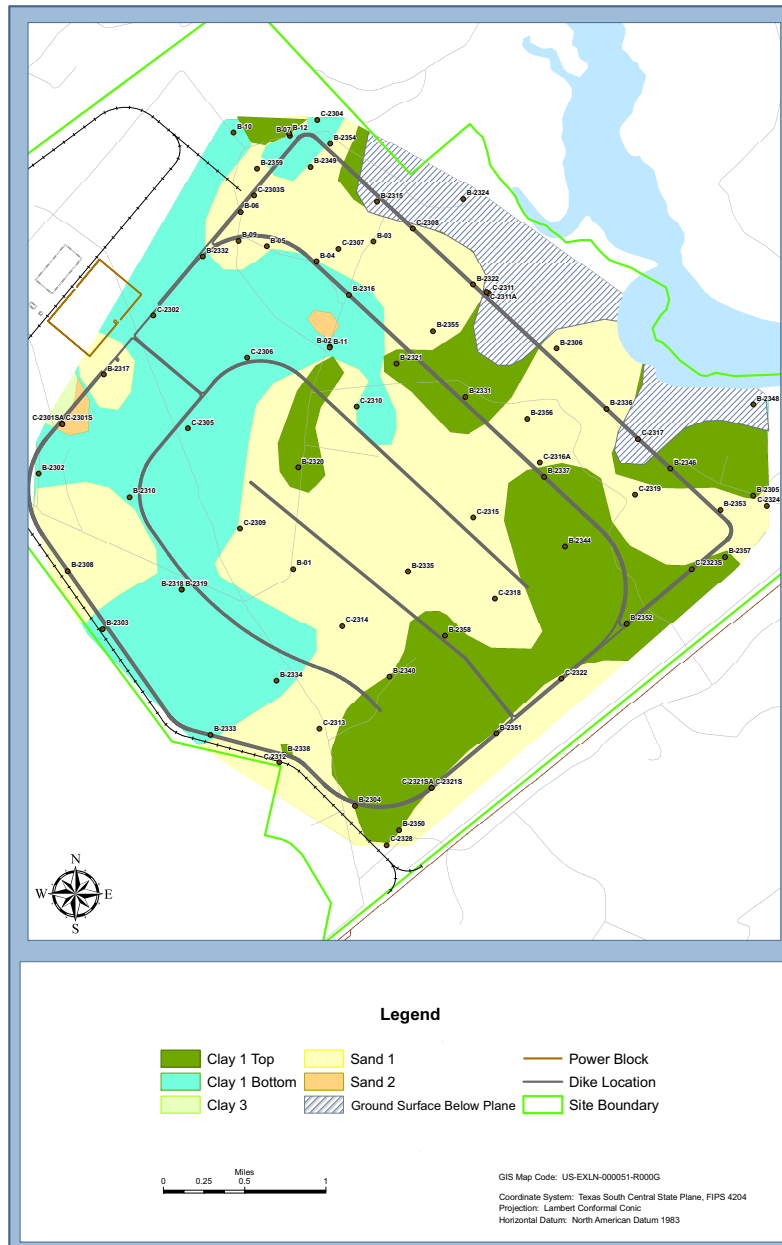 C-2304
B-10
B-07
B-12
B-2354
B-2359
B-2349
C-2303S
B-2315
B-2324
B-06
C-2308
B-09
B-05
C-2307
B-03
B-2332
B-04
B-2322
C-2311
C-2311A
B-2316
C-2302
B-2355
B-02
B-11
B-2306
C-2306
B-2321
B-2317
B-2331
B-2336
B-2348
C-2310
B-2356
C-2301SA
C-2301S
C-2305
C-2317
B-2302
B-2320
C-2316A
B-2337
B-2346
B-2310
C-2319
B-2305
C-2324
B-2353
C-2315
C-2309
B-2344
B-2357
B-2308
B-01
B-2335
C-2323S
B-2318
B-2319
C-2318
B-2303
C-2314
B-2358
B-2352
B-2334
B-2340
C-2322
C-2313
B-2333
B-2351
B-2338
C-2312
C-2321SA
C-2321S
B-2304
B-2350
C-2328
N
W
E
S
Legend
Clay 1 Top
Sand 1
Power Block
Clay 1 Bottom
Sand 2
Dike Location
Clay 3
Ground Surface Below Plane
Site Boundary
Miles
0 0.25 0.5 1
GIS Map Code: US-EXLN-000051-R000G
Coordinate System: Texas South Central State Plane, FIPS 4204
Projection: Lambert Conformal Conic
Horizontal Datum: North American Datum 1983